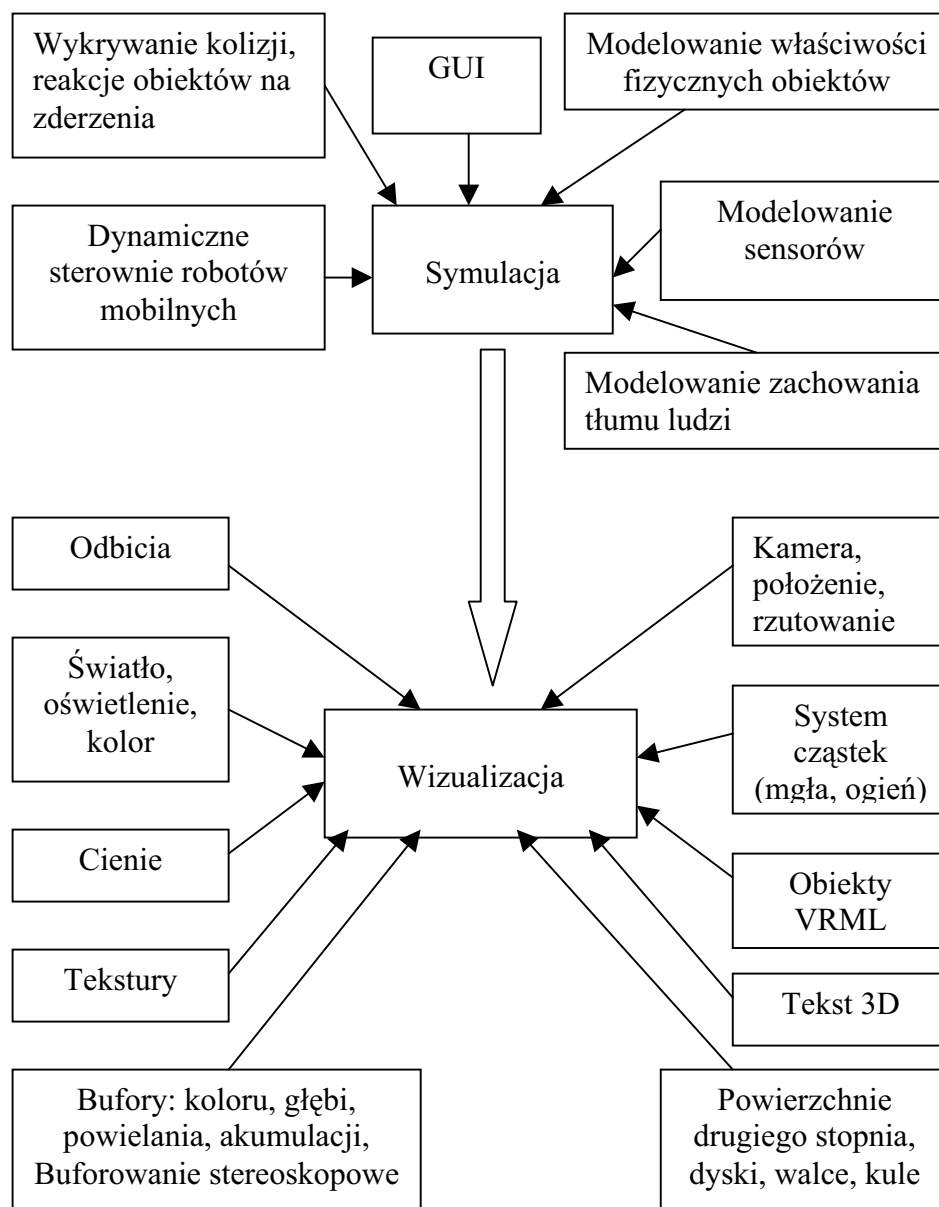 Wykrywanie kolizji,
reakcje obiektów na
zderzenia
GUI
Modelowanie właściwości
fizycznych obiektów
Dynamiczne
sterownie robotów
mobilnych
Symulacja
Modelowanie
sensorów
Modelowanie zachowania
tłumu ludzi
Odbicia
Kamera,
położenie,
rzutowanie
Światło,
oświetlenie,
kolor
Wizualizacja
System
cząstek
(mgła, ogień)
Cienie
Obiekty
VRML
Tekstury
Tekst 3D
Bufory: koloru, głębi,
powielania, akumulacji,
Buforowanie stereoskopowe
Powierzchnie
drugiego stopnia,
dyski, walce, kule